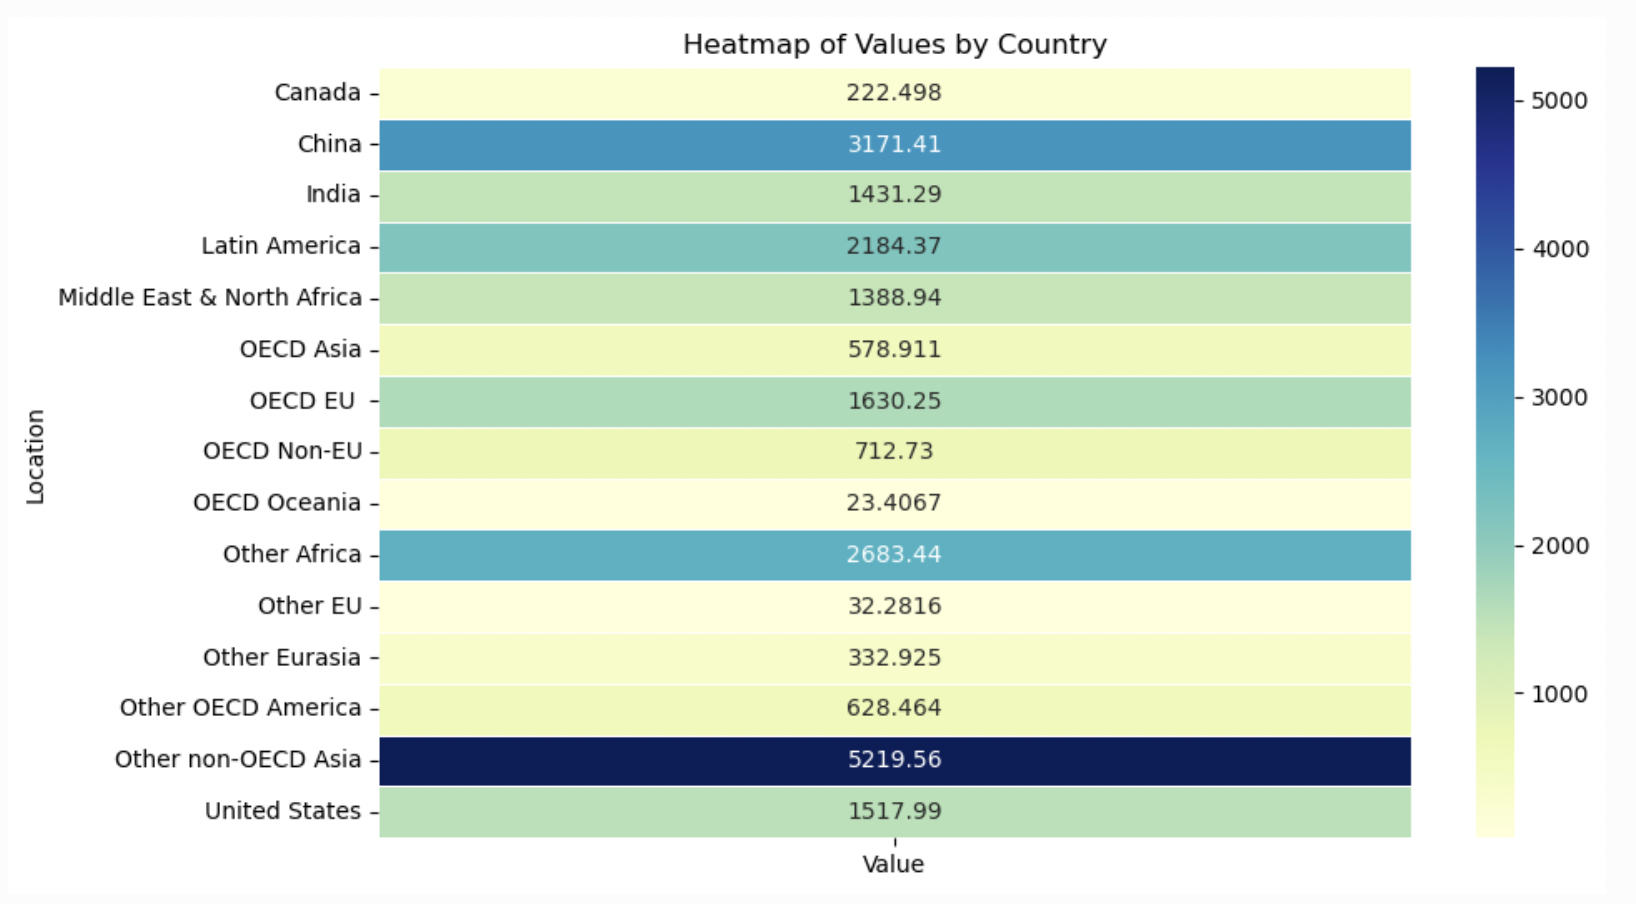 Heatmap of Values by Country
Canada 222.498
China 3171.41
India 1431.29
Latin America 2184.37
Middle East & North Africa 1388.94
OECD Asia 578.911
OECD EU 1630.25
OECD Non-EU 712.73
OECD Oceania 23.4067
Other Africa 2683.44
Other EU 32.2816
Other Eurasia 332.925
Other OECD America 628.464
Other non-OECD Asia 5219.56
United States 1517.99
Location
Value
5000
4000
3000
2000
1000